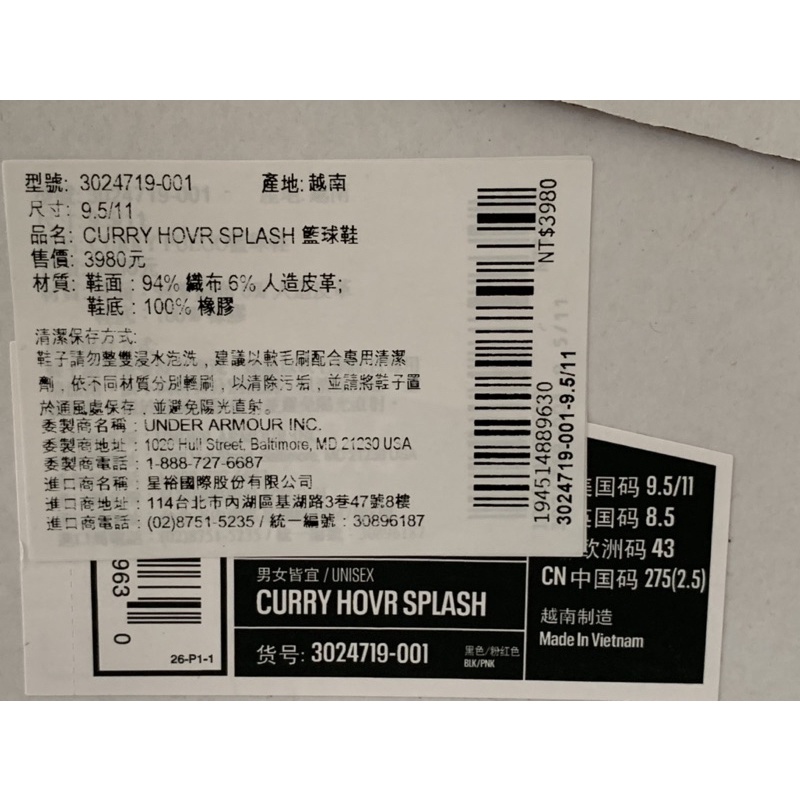 型號: 3024719-001 產地: 越南
尺寸: 9.5/11
品名: CURRY HOVR SPLASH 籃球鞋
售價: 3980元
材質: 鞋面：94% 織布 6% 人造皮革;
鞋底：100% 橡膠
清潔保存方式:
鞋子請勿整雙浸水泡洗，建議以軟毛刷配合專用清潔
劑，依不同材質分別輕刷，以清除污垢，並請將鞋子置
於通風處保存，並避免陽光直射。
委製商名稱：UNDER ARMOUR INC.
委製商地址：1020 Hull Street, Baltimore, MD 21230 USA
委製商電話：1-888-727-6687
進口商名稱：星裕國際股份有限公司
進口商地址：114台北市內湖區基湖路3巷47號8樓
進口商電話：(02)8751-5235 / 統一編號：30896187
NT$3980
194514889630
3024719-001-9.5/11
国码 9.5/11
国码 8.5
欧洲码 43
CN 中国码 275(2.5)
越南制造
Made In Vietnam
男女皆宜 / UNISEX
CURRY HOVR SPLASH
货号: 3024719-001
黑色/粉红色
BLK/PNK
963 0
26-P1-1